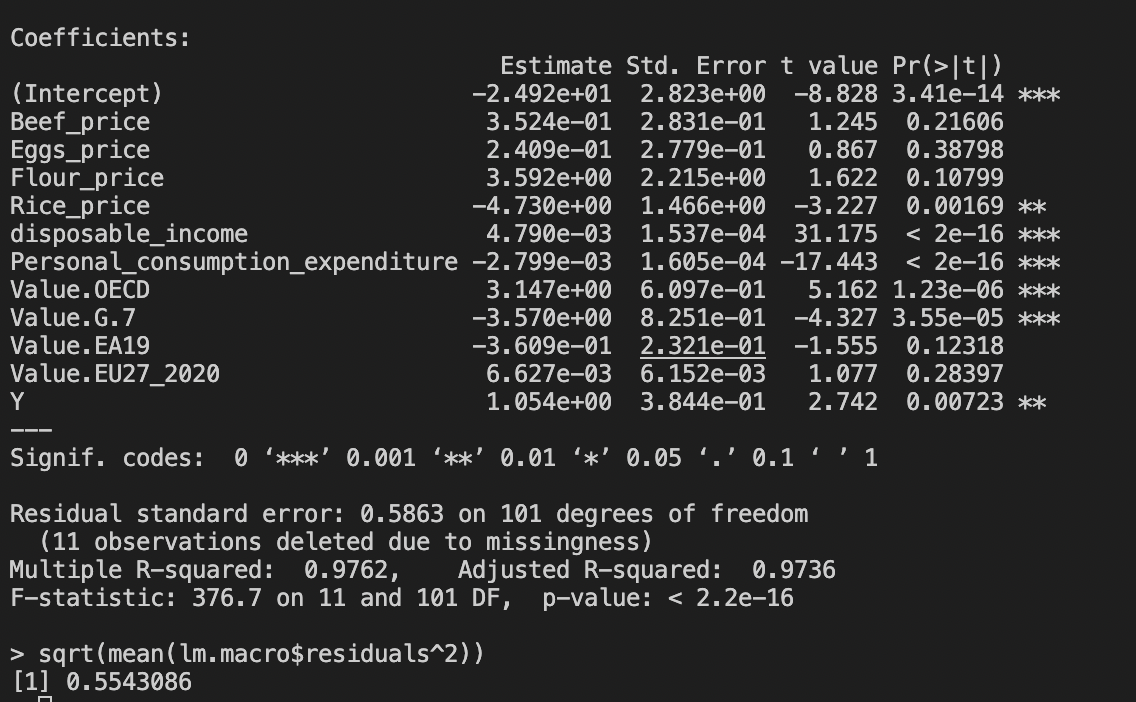 Coefficients:
Estimate Std. Error t value Pr(>|t|)
(Intercept) -2.492e+01 2.823e+00 -8.828 3.41e-14 ***
Beef_price 3.524e-01 2.831e-01 1.245 0.21606
Eggs_price 2.409e-01 2.779e-01 0.867 0.38798
Flour_price 3.592e+00 2.215e+00 1.622 0.10799
Rice_price -4.730e+00 1.466e+00 -3.227 0.00169 **
disposable_income 4.790e-03 1.537e-04 31.175 < 2e-16 ***
Personal_consumption_expenditure -2.799e-03 1.605e-04 -17.443 < 2e-16 ***
Value.OECD 3.147e+00 6.097e-01 5.162 1.23e-06 ***
Value.G.7 -3.570e+00 8.251e-01 -4.327 3.55e-05 ***
Value.EA19 -3.609e-01 2.321e-01 -1.555 0.12318
Value.EU27_2020 6.627e-03 6.152e-03 1.077 0.28397
Y 1.054e+00 3.844e-01 2.742 0.00723 **
---
Signif. codes: 0 ‘***’ 0.001 ‘**’ 0.01 ‘*’ 0.05 ‘.’ 0.1 ‘ ’ 1
Residual standard error: 0.5863 on 101 degrees of freedom
(11 observations deleted due to missingness)
Multiple R-squared: 0.9762, Adjusted R-squared: 0.9736
F-statistic: 376.7 on 11 and 101 DF, p-value: < 2.2e-16
> sqrt(mean(lm.macro$residuals^2))
[1] 0.5543086